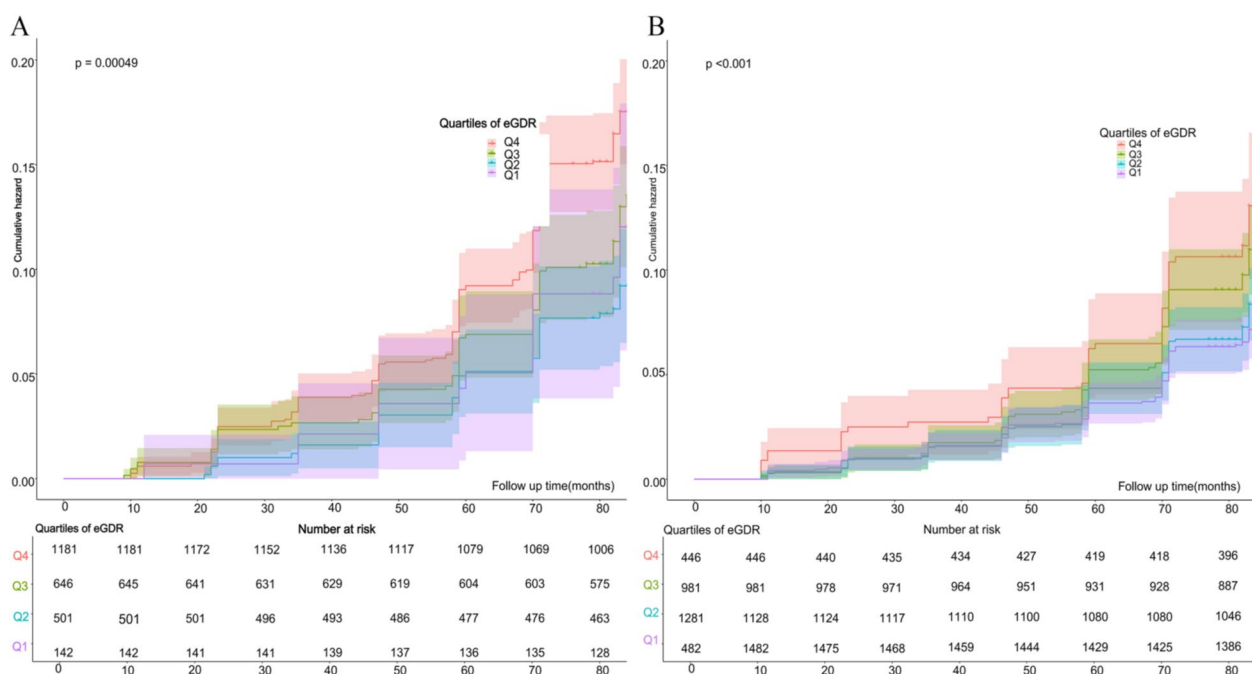 A
p = 0.00049
Quartiles of eGDR
Q4
Q3
Q2
Q1
Cumulative hazard
0.20
0.15
0.10
0.05
0.00
Follow up time(months)
0 10 20 30 40 50 60 70 80
Quartiles of eGDR
Number at risk
Q4 1181 1181 1172 1152 1136 1117 1079 1069 1006
Q3 646 645 641 631 629 619 604 603 575
Q2 501 501 501 496 493 486 477 476 463
Q1 142 142 141 141 139 137 136 135 128
0 10 20 30 40 50 60 70 80
B
p <0.001
Quartiles of eGDR
Q4
Q3
Q2
Q1
Cumulative hazard
0.20
0.15
0.10
0.05
0.00
Follow up time(months)
0 10 20 30 40 50 60 70 80
Quartiles of eGDR
Number at risk
Q4 446 446 440 435 434 427 419 418 396
Q3 981 981 978 971 964 951 931 928 887
Q2 1281 1128 1124 1117 1110 1100 1080 1080 1046
Q1 482 1482 1475 1468 1459 1444 1429 1425 1386
0 10 20 30 40 50 60 70 80